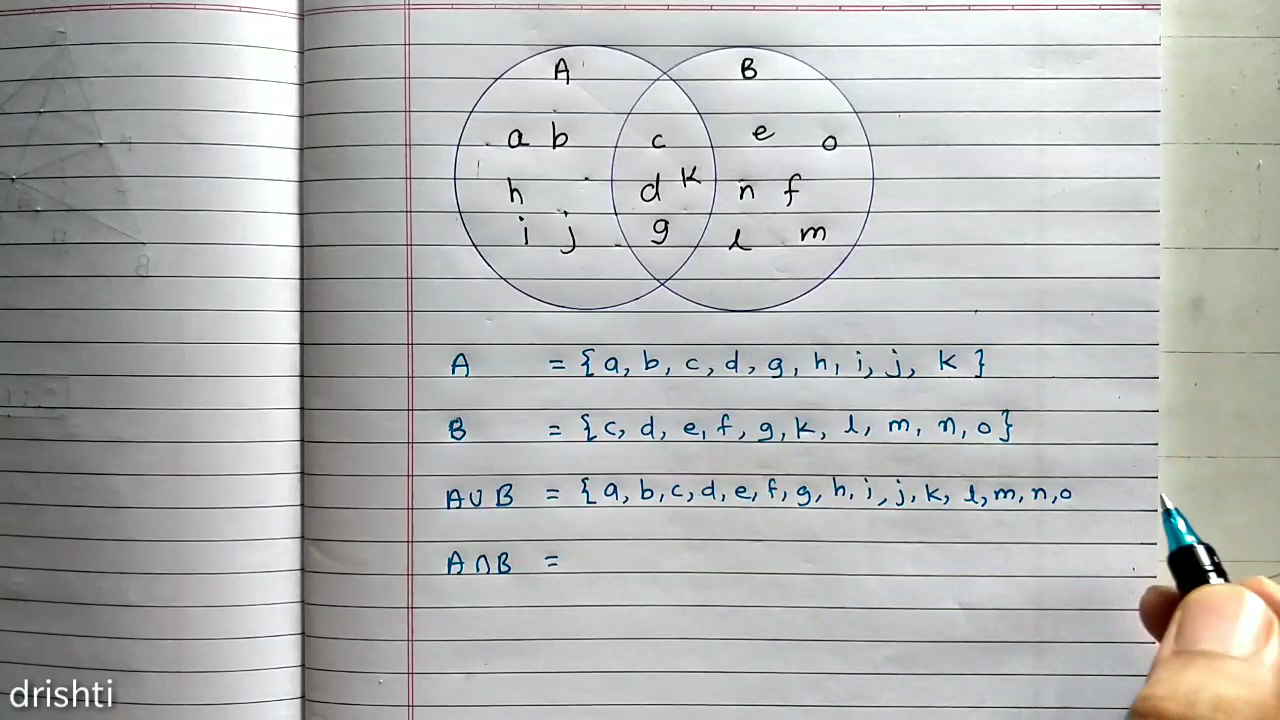 A B
a b c e o
h d k n f
i j g l m
A = {a, b, c, d, g, h, i, j, k }
B = {c, d, e, f, g, k, l, m, n, o}
A∪B = {a, b, c, d, e, f, g, h, i, j, k, l, m, n, o
A∩B =
drishti